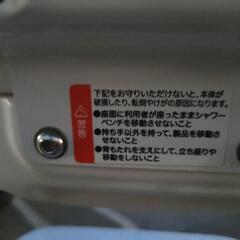 下記をお守りいただけないと、本体が
破損したり、転倒やけがの原因になります。
警告
●座面に利用者が座ったままシャワー
ベンチを移動させないこと
●持ち手以外を持って、製品を移動さ
せないこと
●背もたれを支えにして、立ち座りや
移動をしないこと